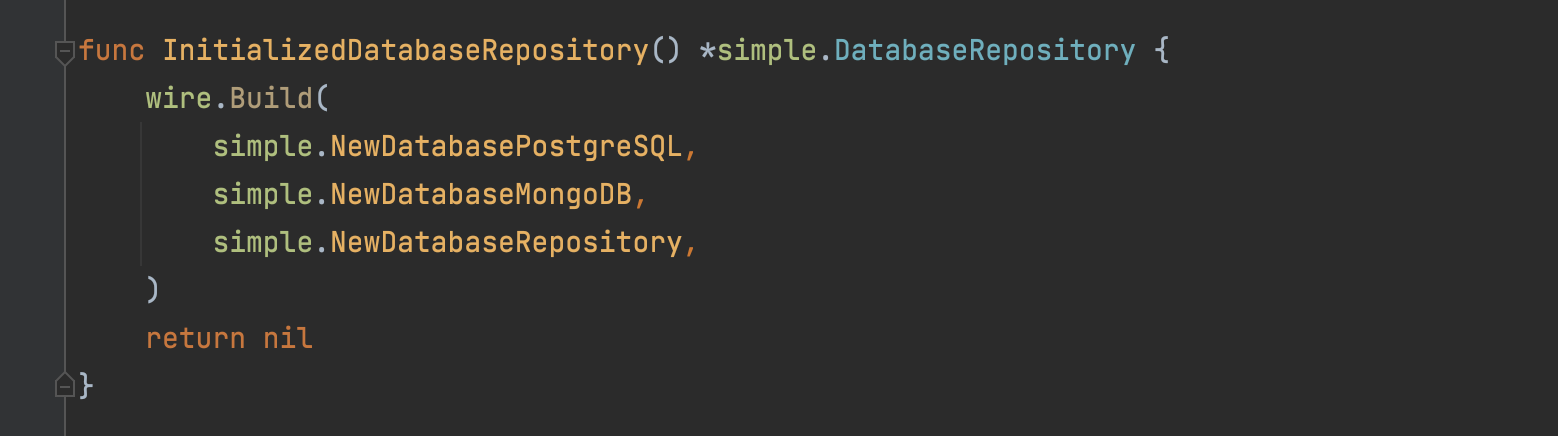 func InitializedDatabaseRepository() *simple.DatabaseRepository {
    wire.Build(
        simple.NewDatabasePostgreSQL,
        simple.NewDatabaseMongoDB,
        simple.NewDatabaseRepository,
    )
    return nil
}